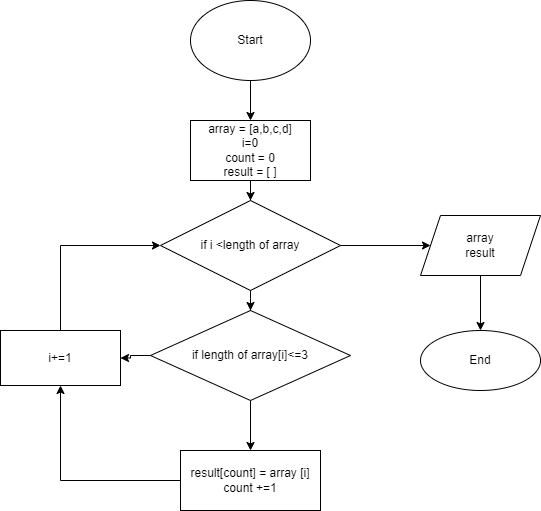 Start
array = [a,b,c,d]
i=0
count = 0
result = [ ]
if i <length of array
array
result
if length of array[i]<=3
i+=1
End
result[count] = array [i]
count +=1